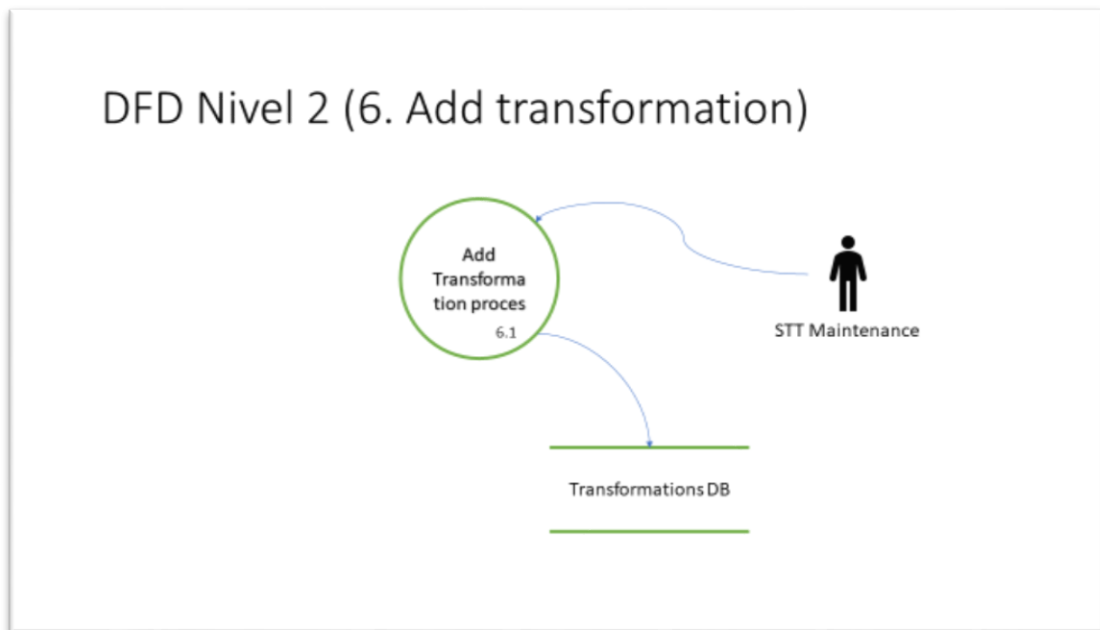 DFD Nivel 2 (6. Add transformation)
Add
Transforma
tion proces
6.1
STT Maintenance
Transformations DB